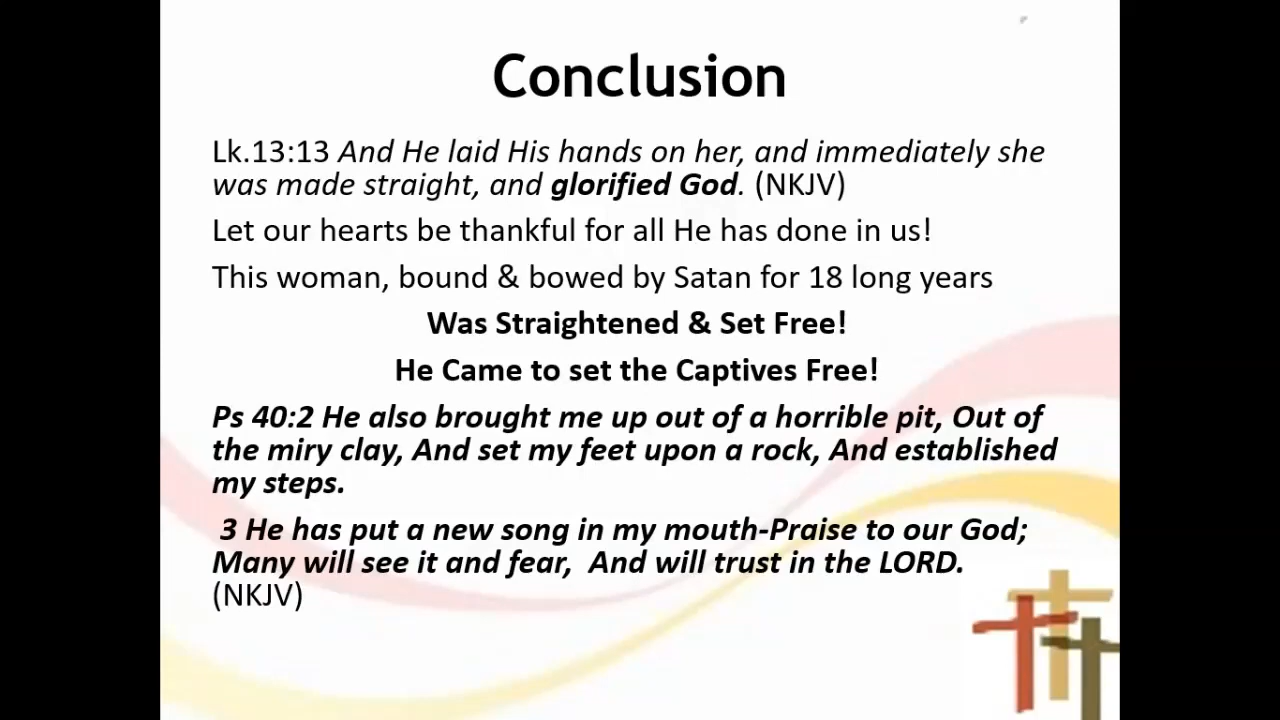 Conclusion
Lk.13:13 And He laid His hands on her, and immediately she
was made straight, and glorified God. (NKJV)
Let our hearts be thankful for all He has done in us!
This woman, bound & bowed by Satan for 18 long years
Was Straightened & Set Free!
He Came to set the Captives Free!
Ps 40:2 He also brought me up out of a horrible pit, Out of
the miry clay, And set my feet upon a rock, And established
my steps.
3 He has put a new song in my mouth-Praise to our God;
Many will see it and fear,  And will trust in the LORD.
(NKJV)